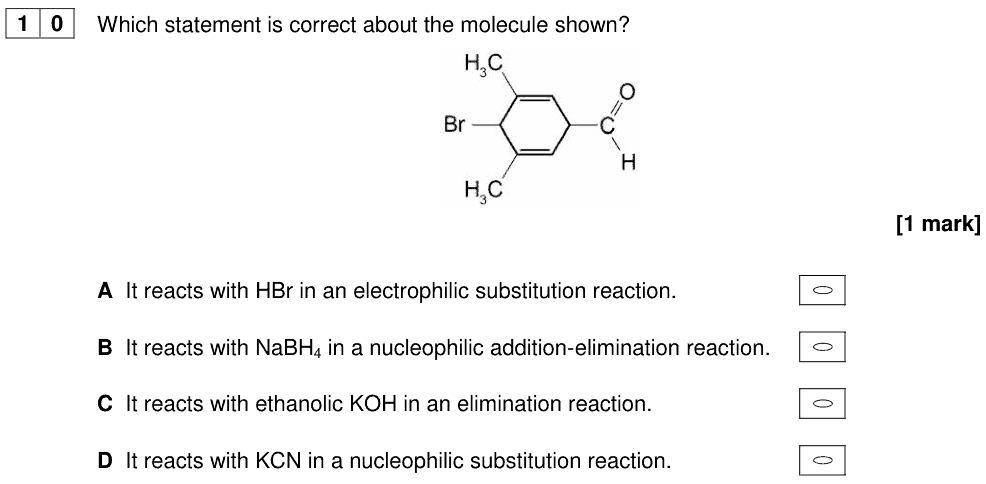 1 0 Which statement is correct about the molecule shown?
H₃C
O
Br
C
H
H₃C
[1 mark]
A It reacts with HBr in an electrophilic substitution reaction.
B It reacts with NaBH₄ in a nucleophilic addition-elimination reaction.
C It reacts with ethanolic KOH in an elimination reaction.
D It reacts with KCN in a nucleophilic substitution reaction.